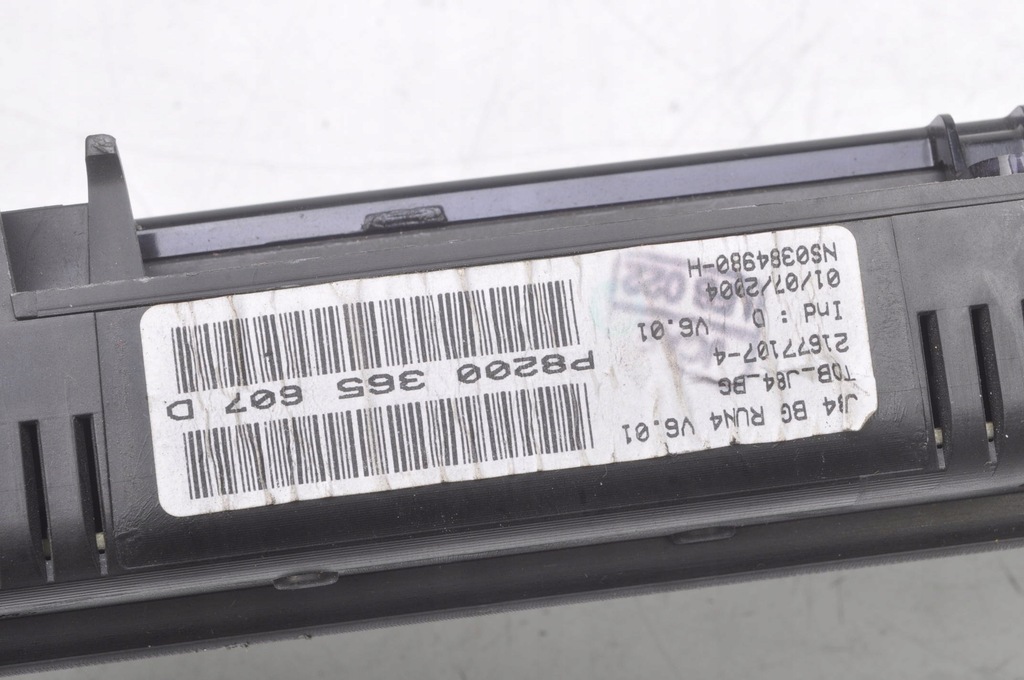 J84 BG RUN4 V6.01
TDB_J84_BG
21677107-4
Ind : D V6.01
01/07/2004
NS0384980-H
P8200 365 607 D